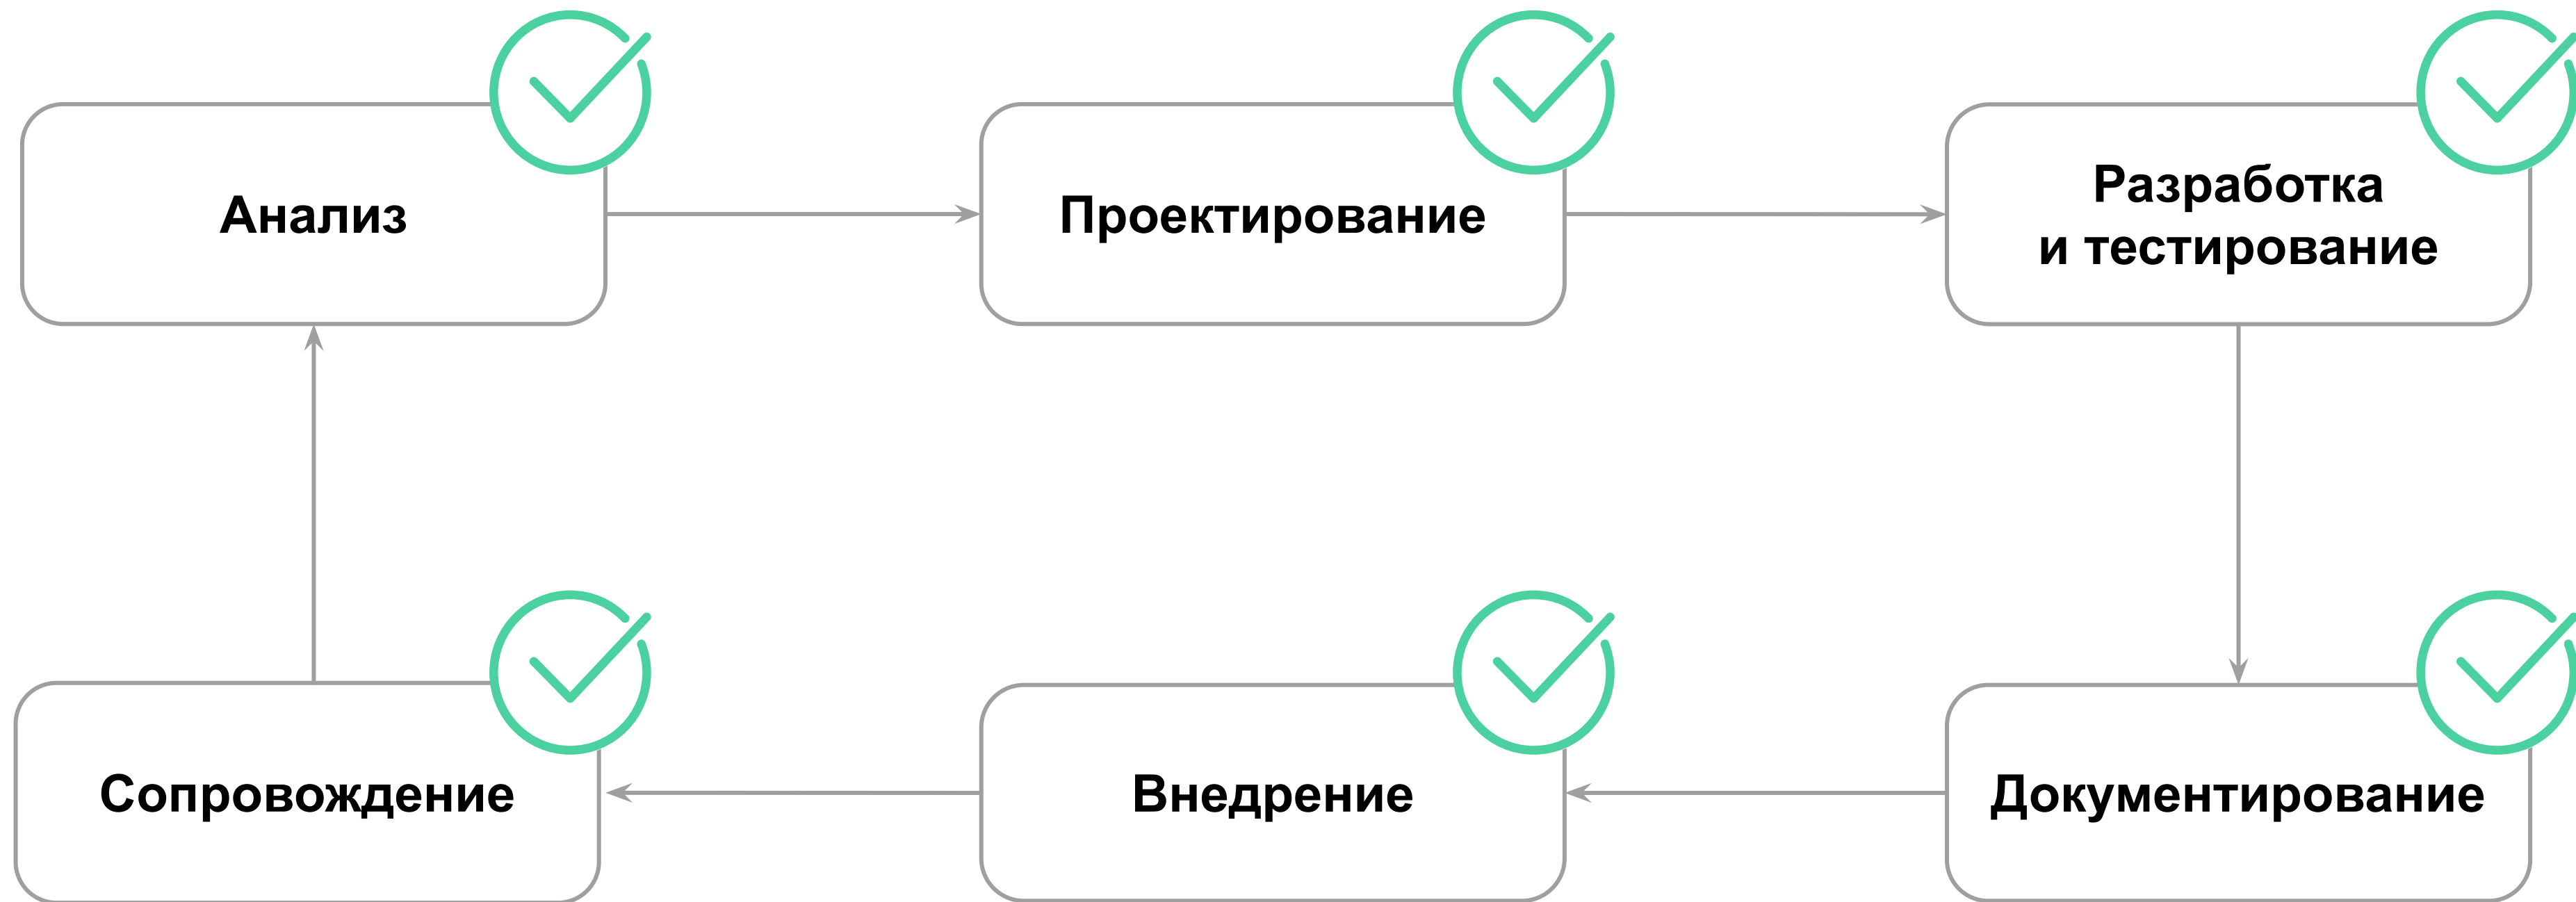 Анализ
Проектирование
Разработка
и тестирование
Сопровождение
Внедрение
Документирование